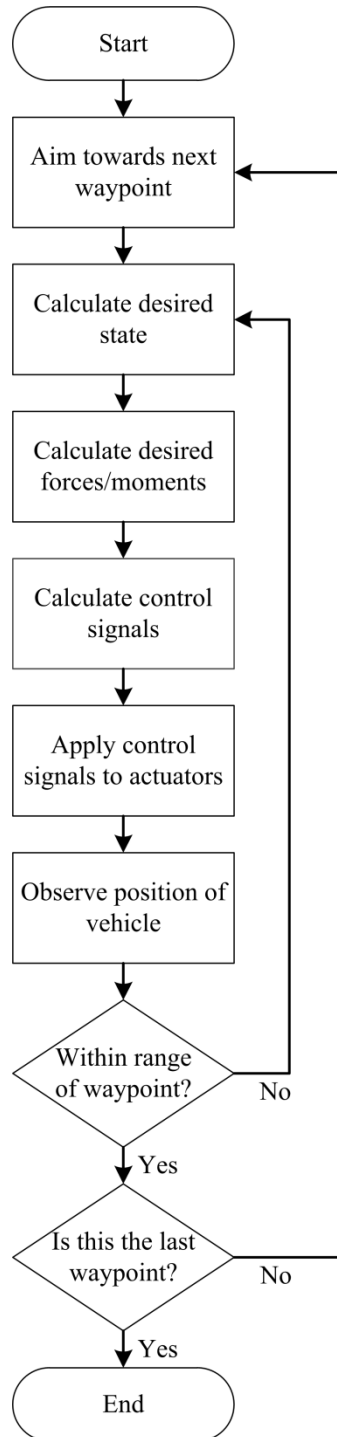 Start
Aim towards next
waypoint
Calculate desired
state
Calculate desired
forces/moments
Calculate control
signals
Apply control
signals to actuators
Observe position of
vehicle
Within range
of waypoint?
No
Yes
Is this the last
waypoint?
No
Yes
End